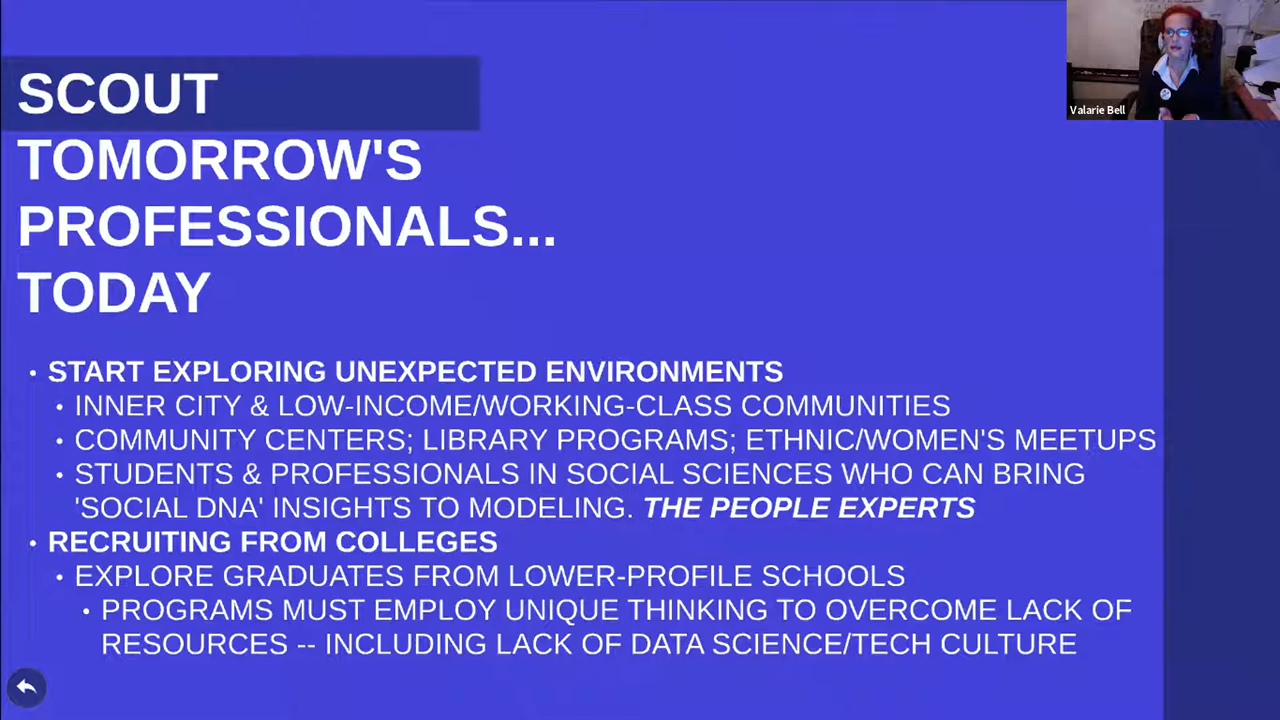 SCOUT
TOMORROW'S
PROFESSIONALS...
TODAY
Valarie Bell
• START EXPLORING UNEXPECTED ENVIRONMENTS
• INNER CITY & LOW-INCOME/WORKING-CLASS COMMUNITIES
• COMMUNITY CENTERS; LIBRARY PROGRAMS; ETHNIC/WOMEN'S MEETUPS
• STUDENTS & PROFESSIONALS IN SOCIAL SCIENCES WHO CAN BRING
'SOCIAL DNA' INSIGHTS TO MODELING. THE PEOPLE EXPERTS
• RECRUITING FROM COLLEGES
• EXPLORE GRADUATES FROM LOWER-PROFILE SCHOOLS
• PROGRAMS MUST EMPLOY UNIQUE THINKING TO OVERCOME LACK OF
RESOURCES -- INCLUDING LACK OF DATA SCIENCE/TECH CULTURE